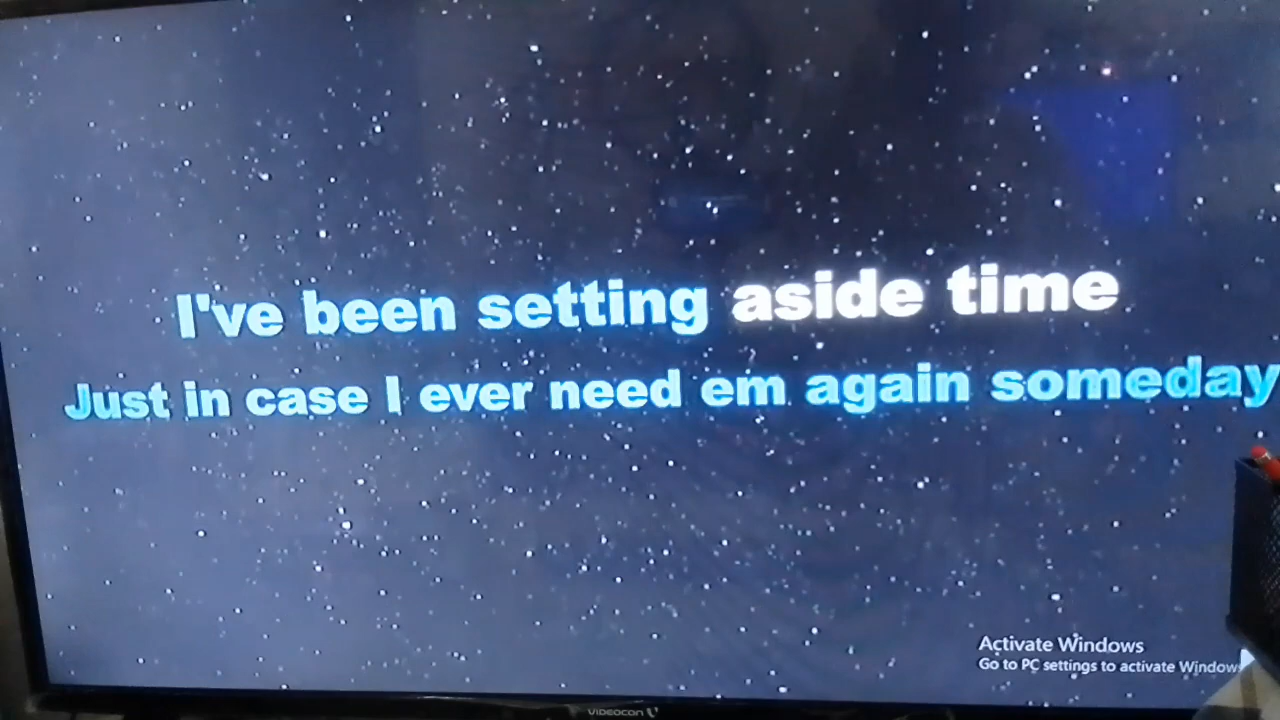 I've been setting aside time
Just in case I ever need em again someday
Activate Windows
Go to PC settings to activate Window
VIDEOCON